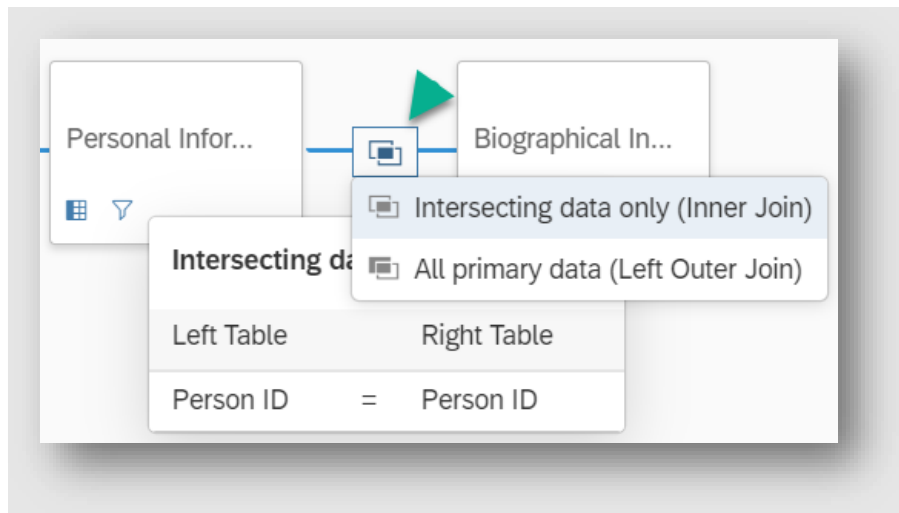 Personal Infor...
Biographical In...
Intersecting data only (Inner Join)
All primary data (Left Outer Join)
Intersecting da
Left Table Right Table
Person ID = Person ID